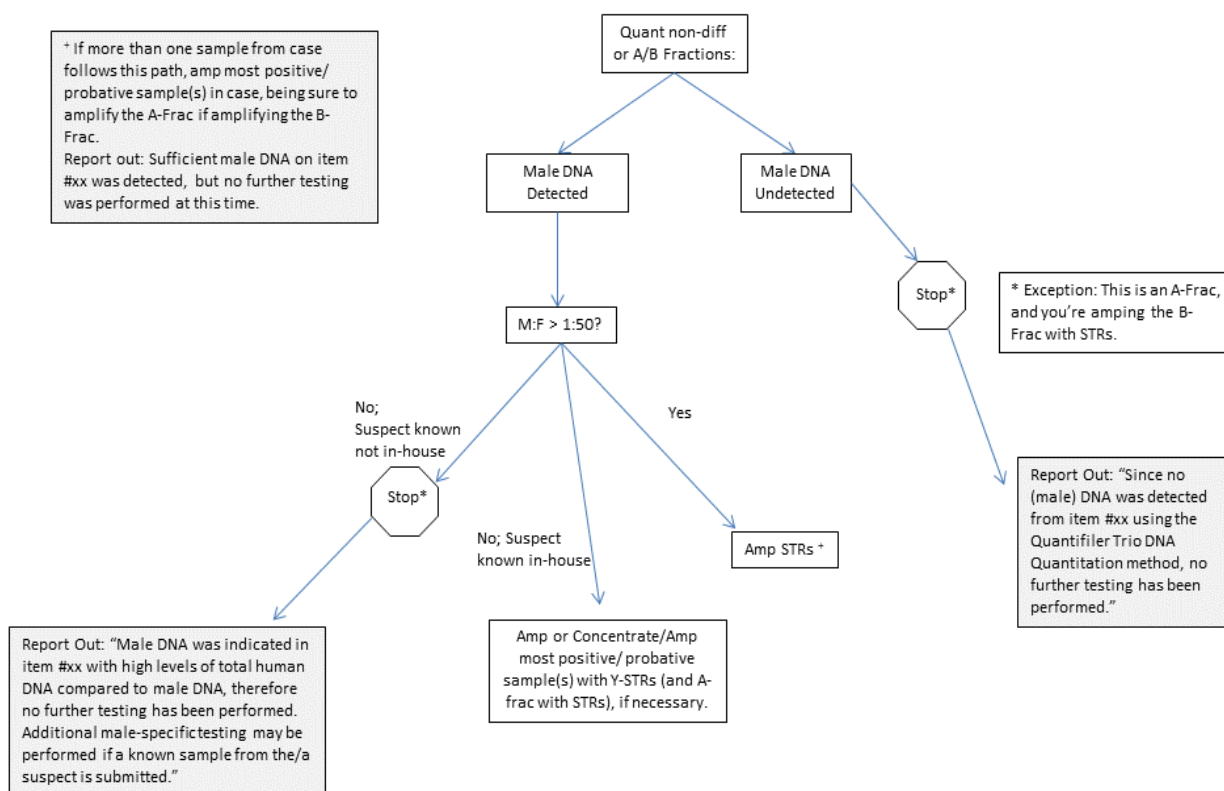 ⁺ If more than one sample from case
follows this path, amp most positive/
probative sample(s) in case, being sure to
amplify the A-Frac if amplifying the B-
Frac.
Report out: Sufficient male DNA on item
#xx was detected, but no further testing
was performed at this time.
Quant non-diff
or A/B Fractions:
Male DNA
Detected
Male DNA
Undetected
Stop*
* Exception: This is an A-Frac,
and you’re amping the B-
Frac with STRs.
M:F > 1:50?
No;
Suspect known
not in-house
Yes
Stop*
No; Suspect
known in-house
Amp STRs ⁺
Report Out: “Since no
(male) DNA was detected
from item #xx using the
Quantifiler Trio DNA
Quantitation method, no
further testing has been
performed.”
Amp or Concentrate/Amp
most positive/ probative
sample(s) with Y-STRs (and A-
frac with STRs), if necessary.
Report Out: “Male DNA was indicated in
item #xx with high levels of total human
DNA compared to male DNA, therefore
no further testing has been performed.
Additional male-specifictesting may be
performed if a known sample from the/a
suspect is submitted.”